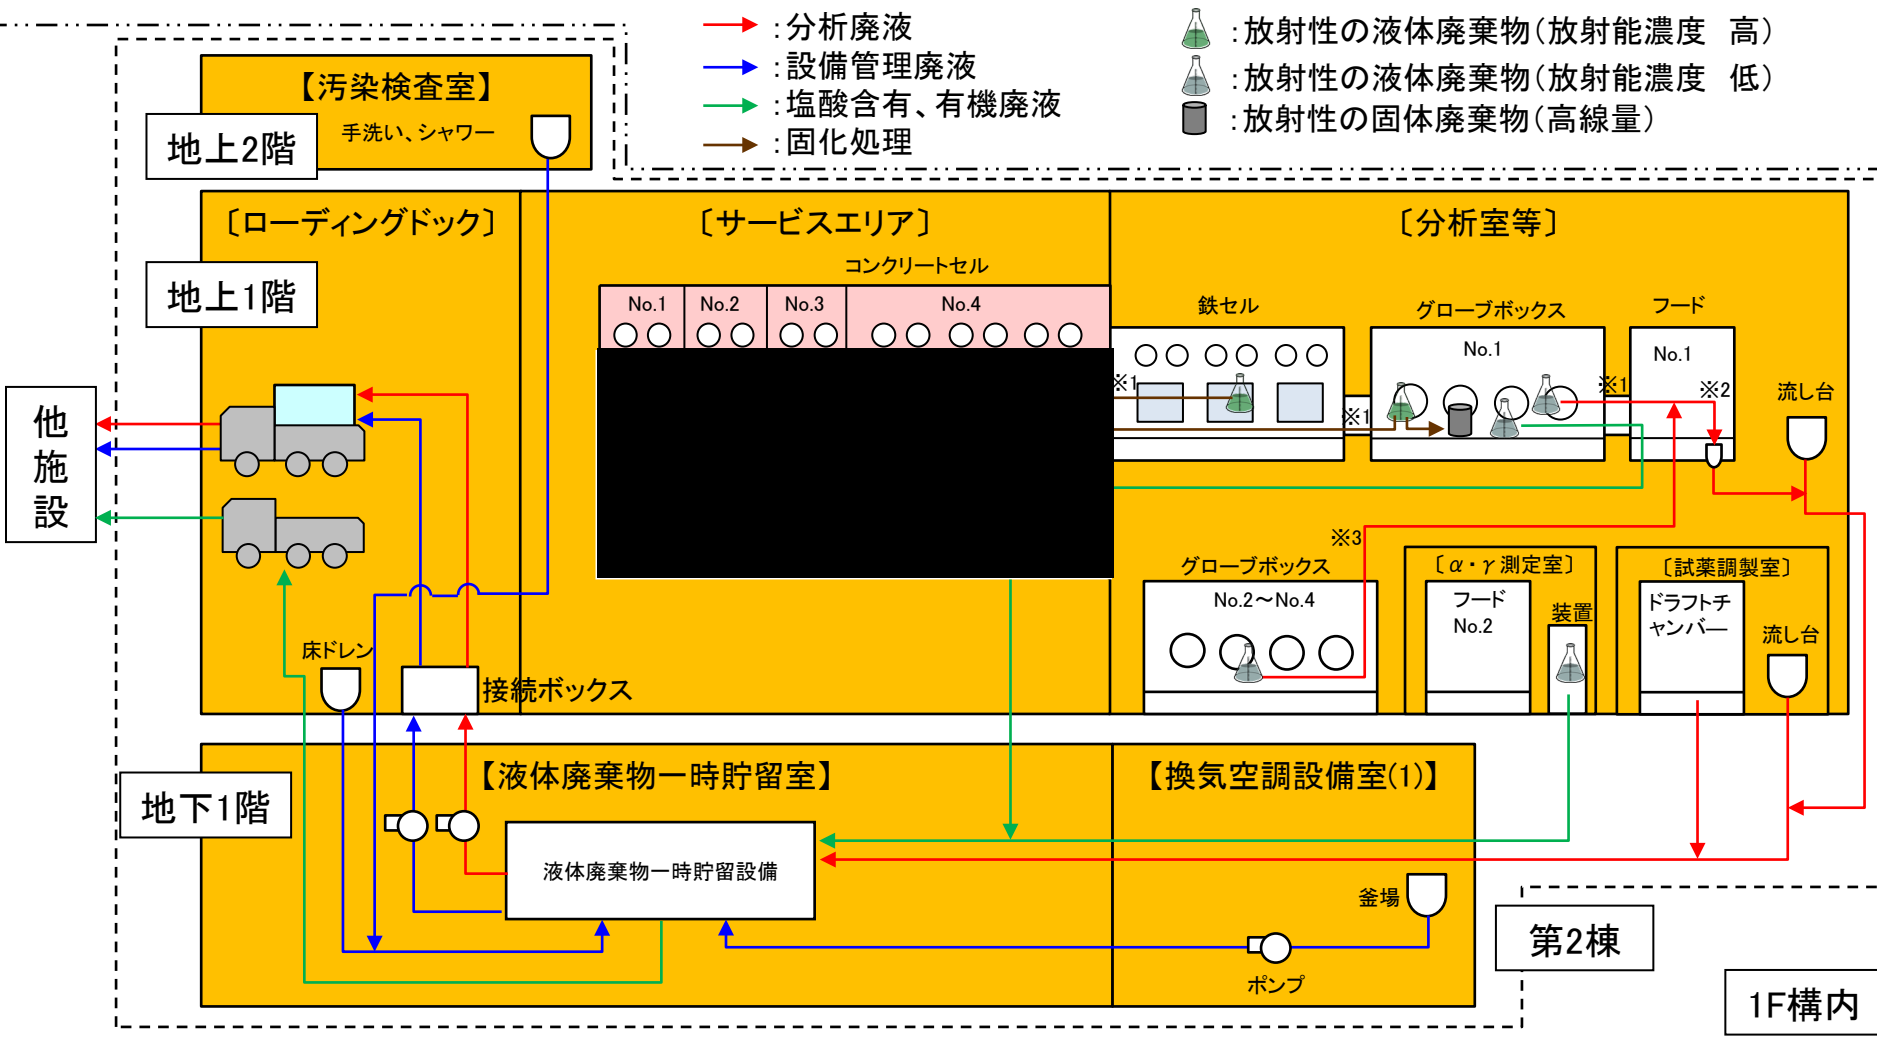 :分析廃液
:設備管理廃液
:塩酸含有、有機廃液
:固化処理
:放射性の液体廃棄物(放射能濃度 高)
:放射性の液体廃棄物(放射能濃度 低)
:放射性の固体廃棄物(高線量)
【汚染検査室】
手洗い、シャワー
地上2階
〔ローディングドック〕
〔サービスエリア〕
〔分析室等〕
地上1階
コンクリートセル
No.1
No.2
No.3
No.4
鉄セル
グローブボックス
フード
No.1
No.1
※1
※1
※1
※2
流し台
他施設
※3
グローブボックス
No.2～No.4
〔α・γ測定室〕
フード
No.2
装置
〔試薬調製室〕
ドラフトチ
ャンバー
流し台
床ドレン
接続ボックス
【液体廃棄物一時貯留室】
【換気空調設備室(1)】
地下1階
液体廃棄物一時貯留設備
釜場
ポンプ
第2棟
1F構内